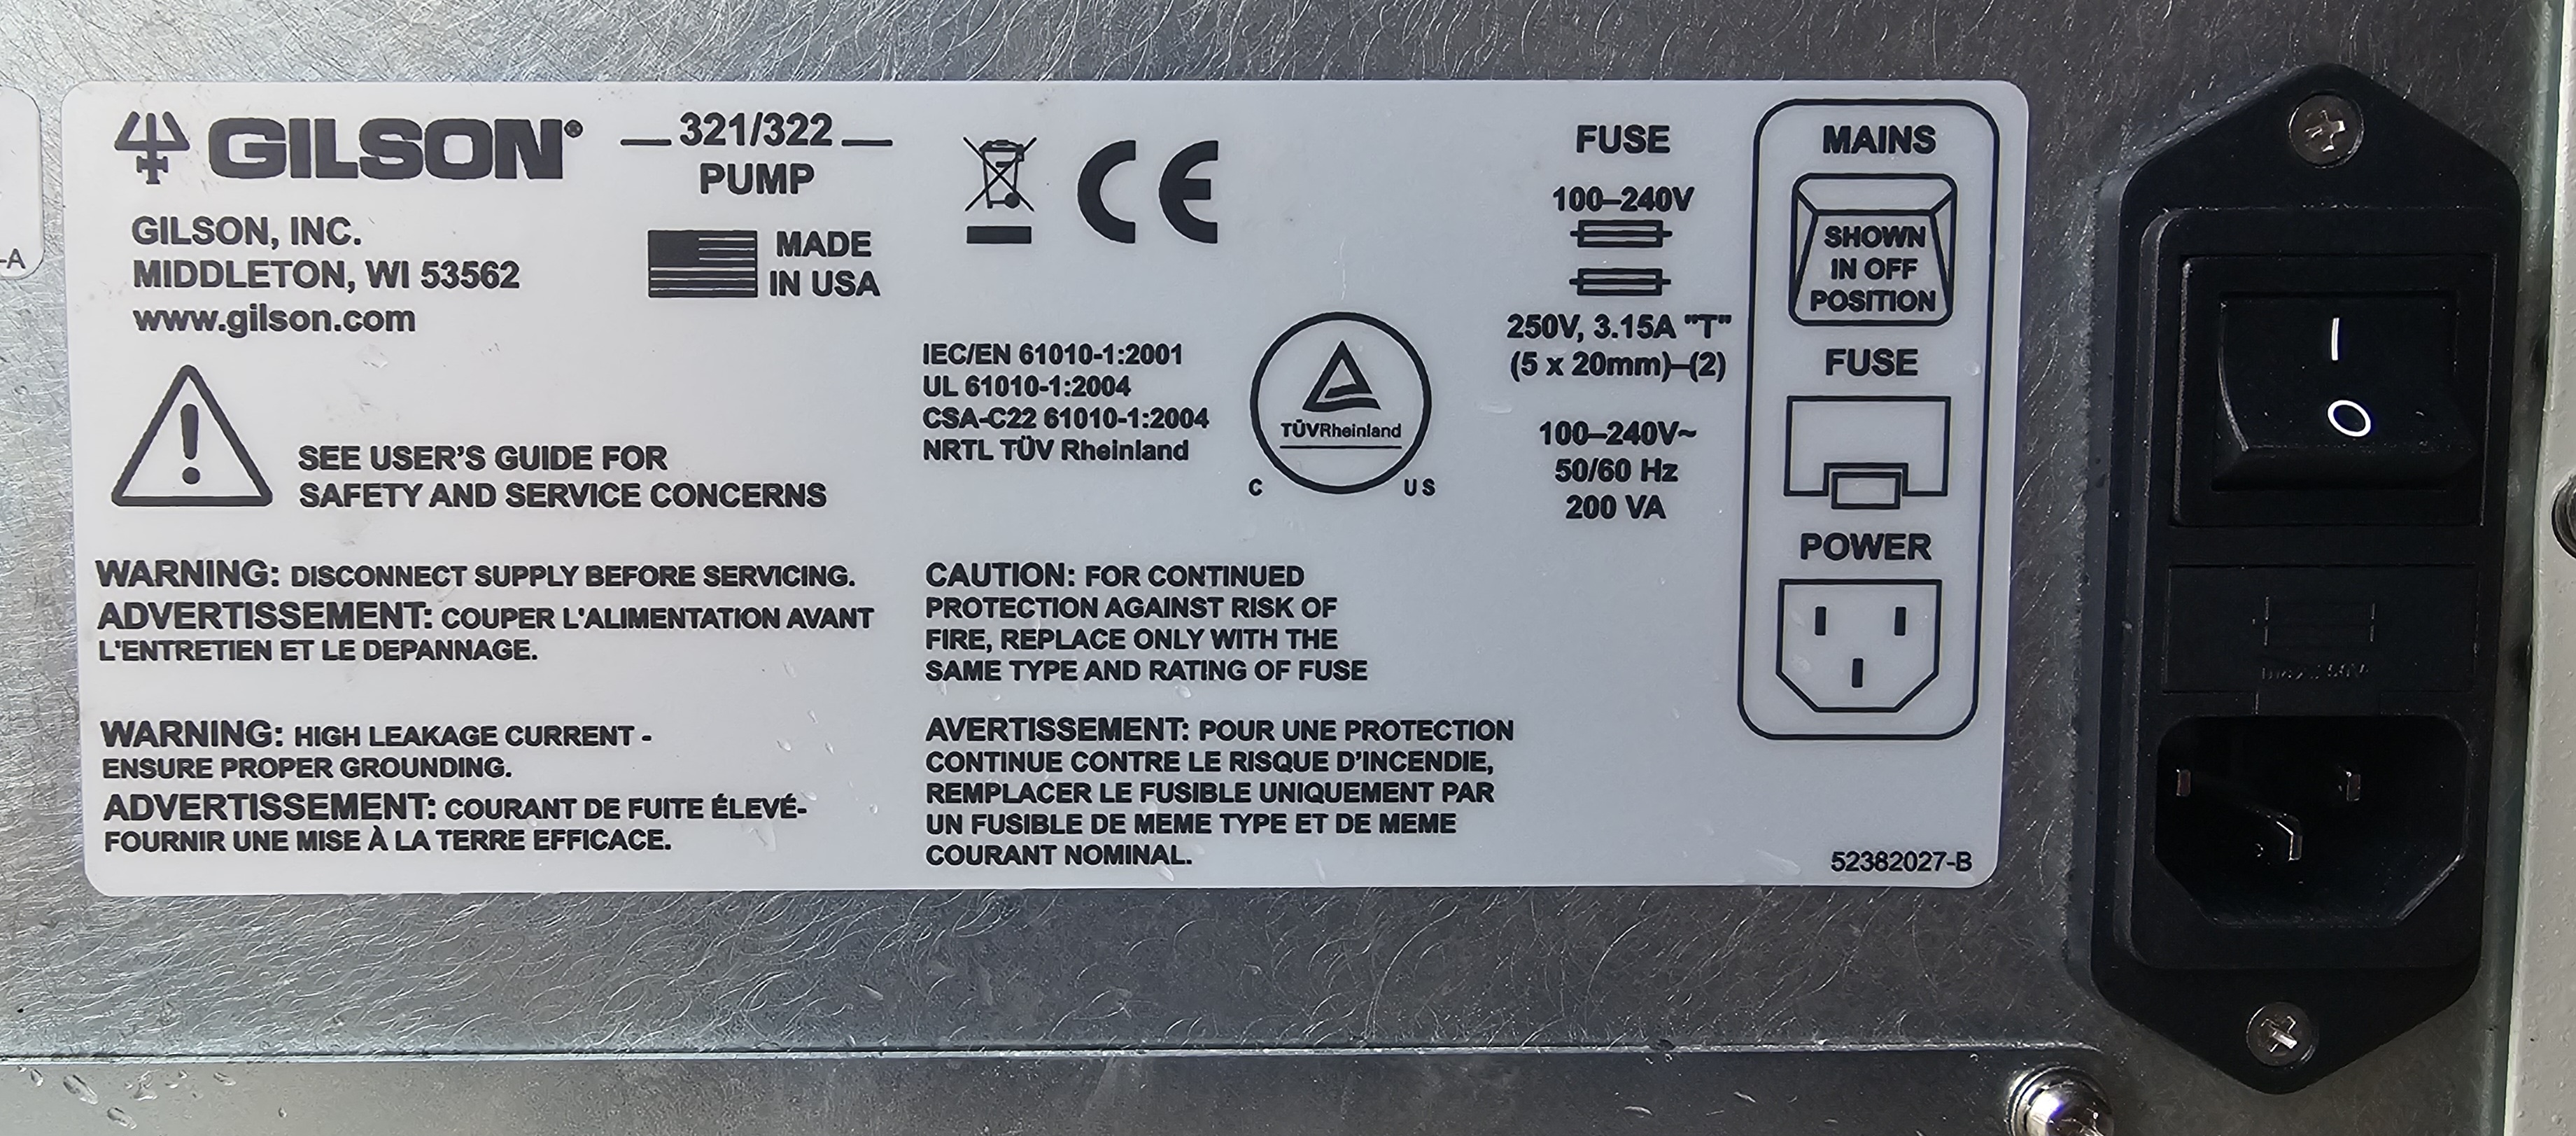 GILSON®
321/322
PUMP
GILSON, INC.
MIDDLETON, WI 53562
www.gilson.com
MADE
IN USA
CE
SEE USER'S GUIDE FOR
SAFETY AND SERVICE CONCERNS
IEC/EN 61010-1:2001
UL 61010-1:2004
CSA-C22 61010-1:2004
NRTL TÜV Rheinland
TÜVRheinland
C US
WARNING: DISCONNECT SUPPLY BEFORE SERVICING.
ADVERTISSEMENT: COUPER L'ALIMENTATION AVANT
L'ENTRETIEN ET LE DEPANNAGE.
WARNING: HIGH LEAKAGE CURRENT -
ENSURE PROPER GROUNDING.
ADVERTISSEMENT: COURANT DE FUITE ÉLEVÉ-
FOURNIR UNE MISE À LA TERRE EFFICACE.
CAUTION: FOR CONTINUED
PROTECTION AGAINST RISK OF
FIRE, REPLACE ONLY WITH THE
SAME TYPE AND RATING OF FUSE
AVERTISSEMENT: POUR UNE PROTECTION
CONTINUE CONTRE LE RISQUE D'INCENDIE,
REMPLACER LE FUSIBLE UNIQUEMENT PAR
UN FUSIBLE DE MEME TYPE ET DE MEME
COURANT NOMINAL.
FUSE
100–240V
250V, 3.15A "T"
(5 x 20mm)–(2)
100–240V~
50/60 Hz
200 VA
MAINS
SHOWN
IN OFF
POSITION
FUSE
POWER
52382027-B
-A